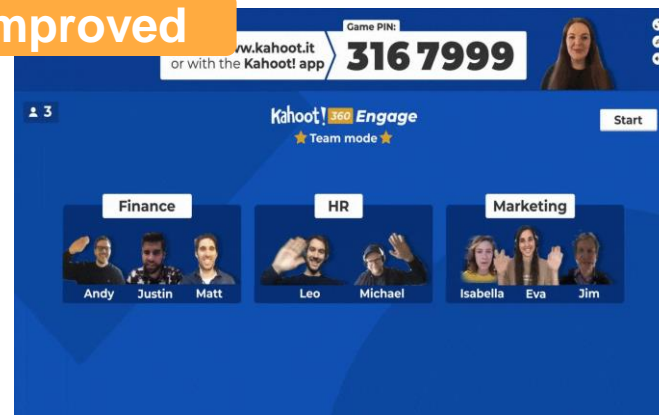 mproved
w.kahoot.it
or with the Kahoot! app
Game PIN:
316 7999
3
Kahoot! 360 Engage
Team mode
Start
Finance
HR
Marketing
Andy Justin Matt
Leo Michael
Isabella Eva Jim